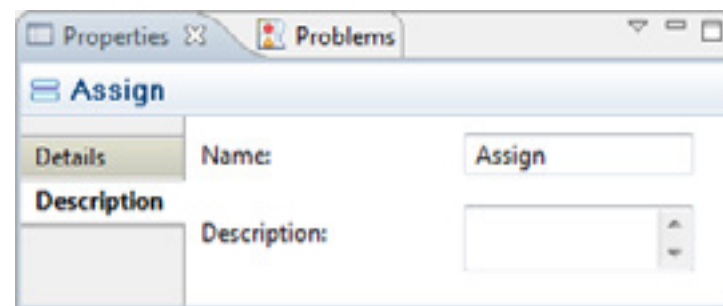 Properties Problems
Assign
Details Name: Assign
Description
Description: